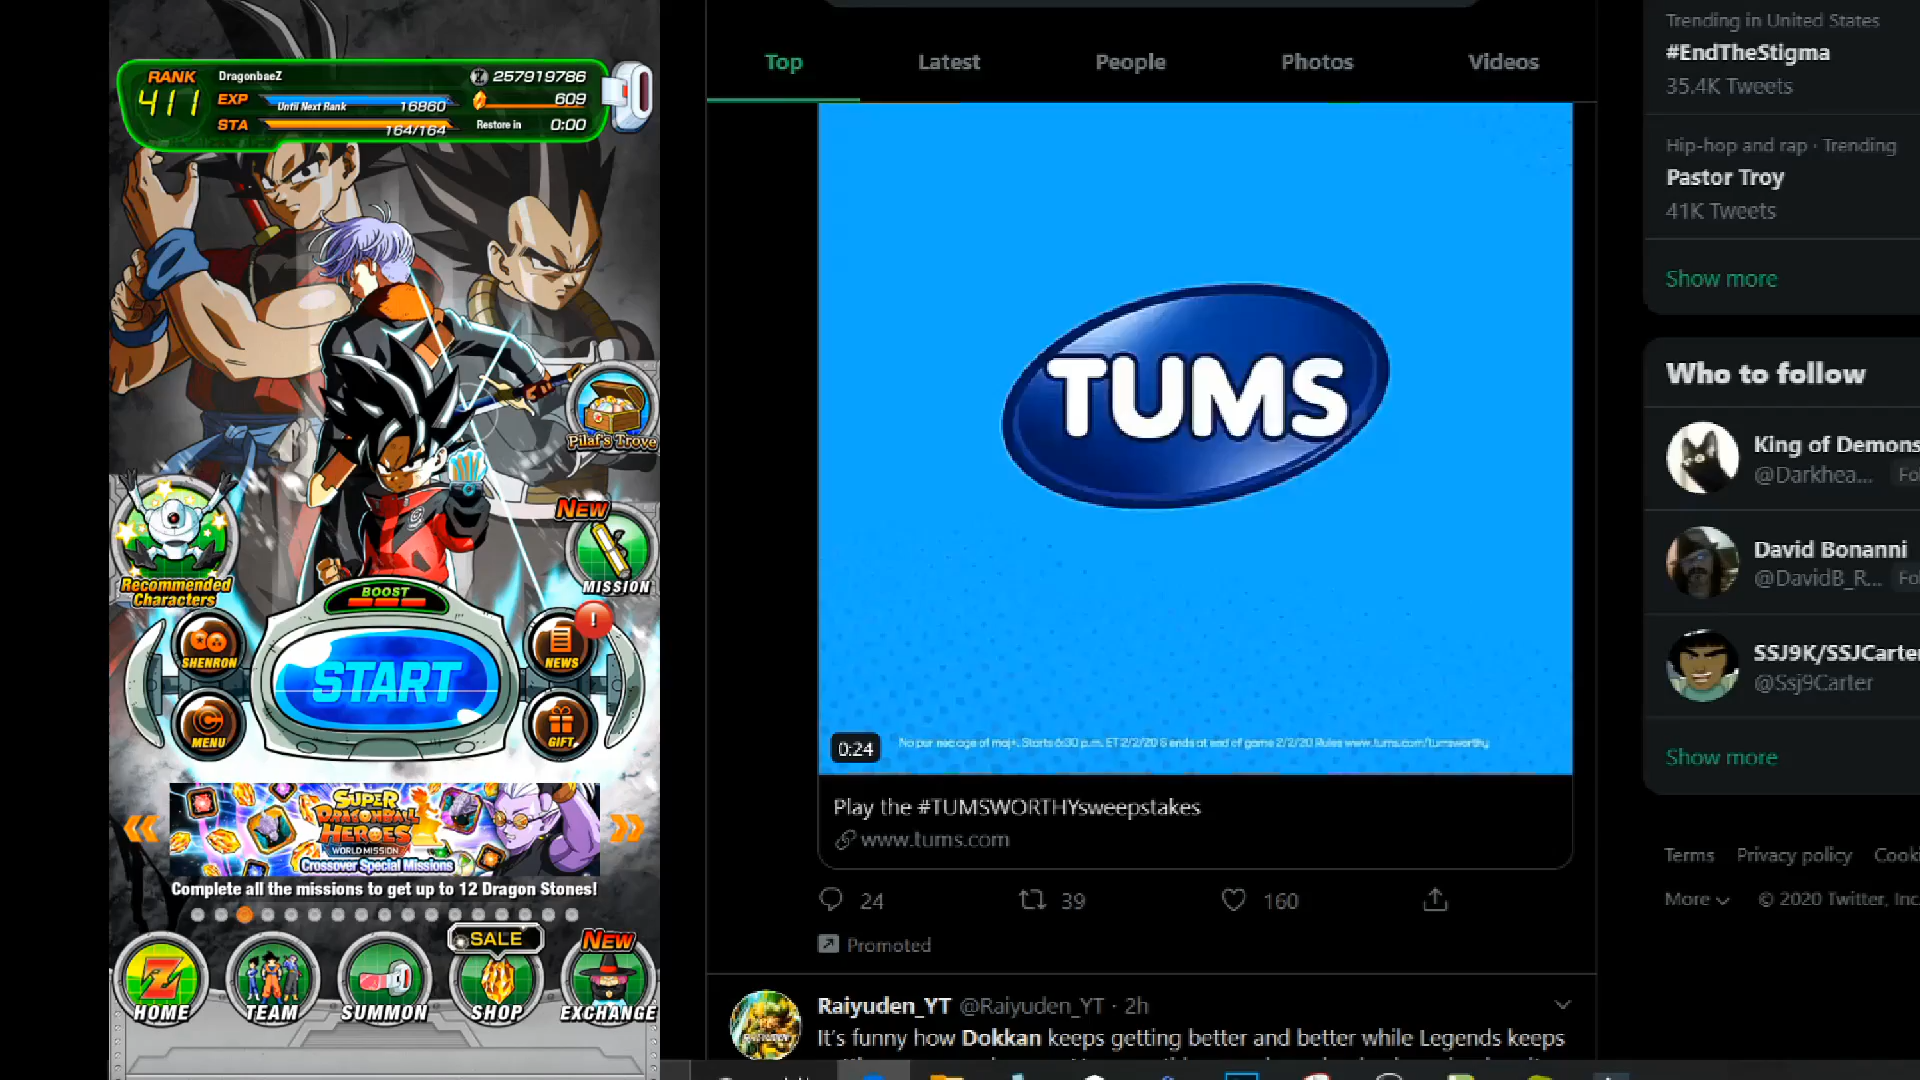 RANK
411
DragonbaeZ
257919786
EXP
Until Next Rank
16860
609
STA
164/164
Restore in
0:00
Pilaf's Trove
Recommended
Characters
New
MISSION
BOOST
START
SHENRON
NEWS
MENU
GIFT
SUPER
DRAGONBALL
HEROES
WORLD MISSION
Crossover Special Missions
Complete all the missions to get up to 12 Dragon Stones!
HOME
TEAM
SUMMON
SALE
SHOP
New
EXCHANGE
Top
Latest
People
Photos
Videos
TUMS
0:24
Play the #TUMSWORTHYsweepstakes
www.tums.com
24
39
160
Promoted
Raiyuden_YT @Raiyuden_YT · 2h
It's funny how Dokkan keeps getting better and better while Legends keeps
Trending in United States
#EndTheStigma
35.4K Tweets
Hip-hop and rap · Trending
Pastor Troy
41K Tweets
Show more
Who to follow
King of Demons
@Darkhea...
Fol
David Bonanni
@DavidB_R...
Fol
SSJ9K/SSJCarter
@Ssj9Carter
Show more
Terms
Privacy policy
Cooki
More
© 2020 Twitter, Inc.